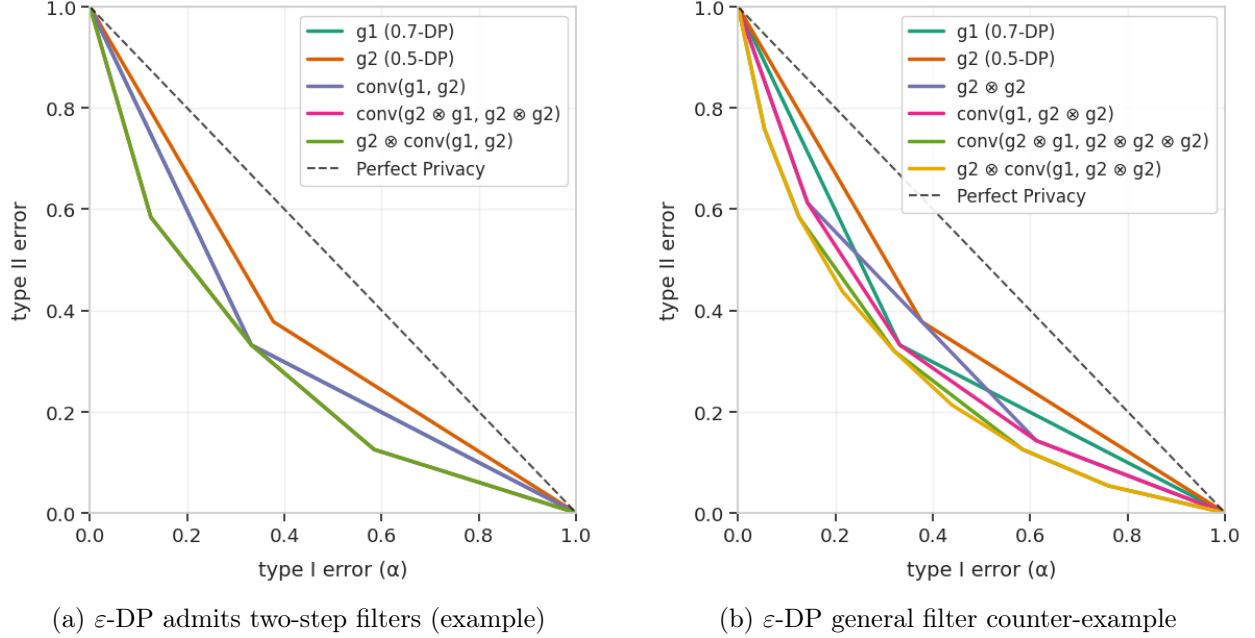 1.0
0.8
0.6
0.4
0.2
0.0
0.0 0.2 0.4 0.6 0.8 1.0
type II error
type I error (α)
g1 (0.7-DP)
g2 (0.5-DP)
conv(g1, g2)
conv(g2 ⊗ g1, g2 ⊗ g2)
g2 ⊗ conv(g1, g2)
Perfect Privacy
(a) ε-DP admits two-step filters (example)
1.0
0.8
0.6
0.4
0.2
0.0
0.0 0.2 0.4 0.6 0.8 1.0
type II error
type I error (α)
g1 (0.7-DP)
g2 (0.5-DP)
g2 ⊗ g2
conv(g1, g2 ⊗ g2)
conv(g2 ⊗ g1, g2 ⊗ g2 ⊗ g2)
g2 ⊗ conv(g1, g2 ⊗ g2)
Perfect Privacy
(b) ε-DP general filter counter-example